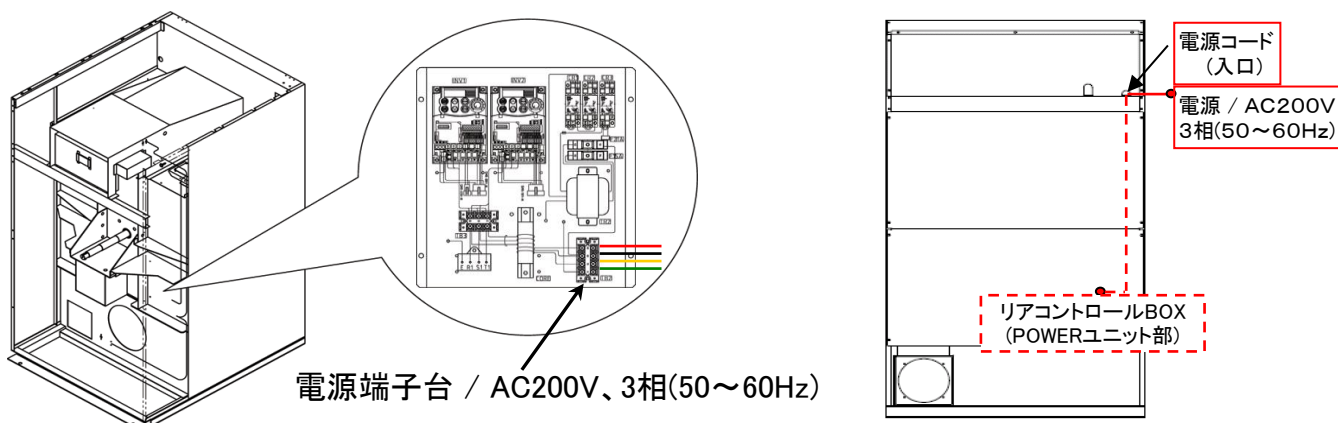 INV1
INV2
電源端子台 / AC200V、3相(50~60Hz)
電源コード
(入口)
電源 / AC200V
3相(50~60Hz)
リアコントロールBOX
(POWERユニット部)